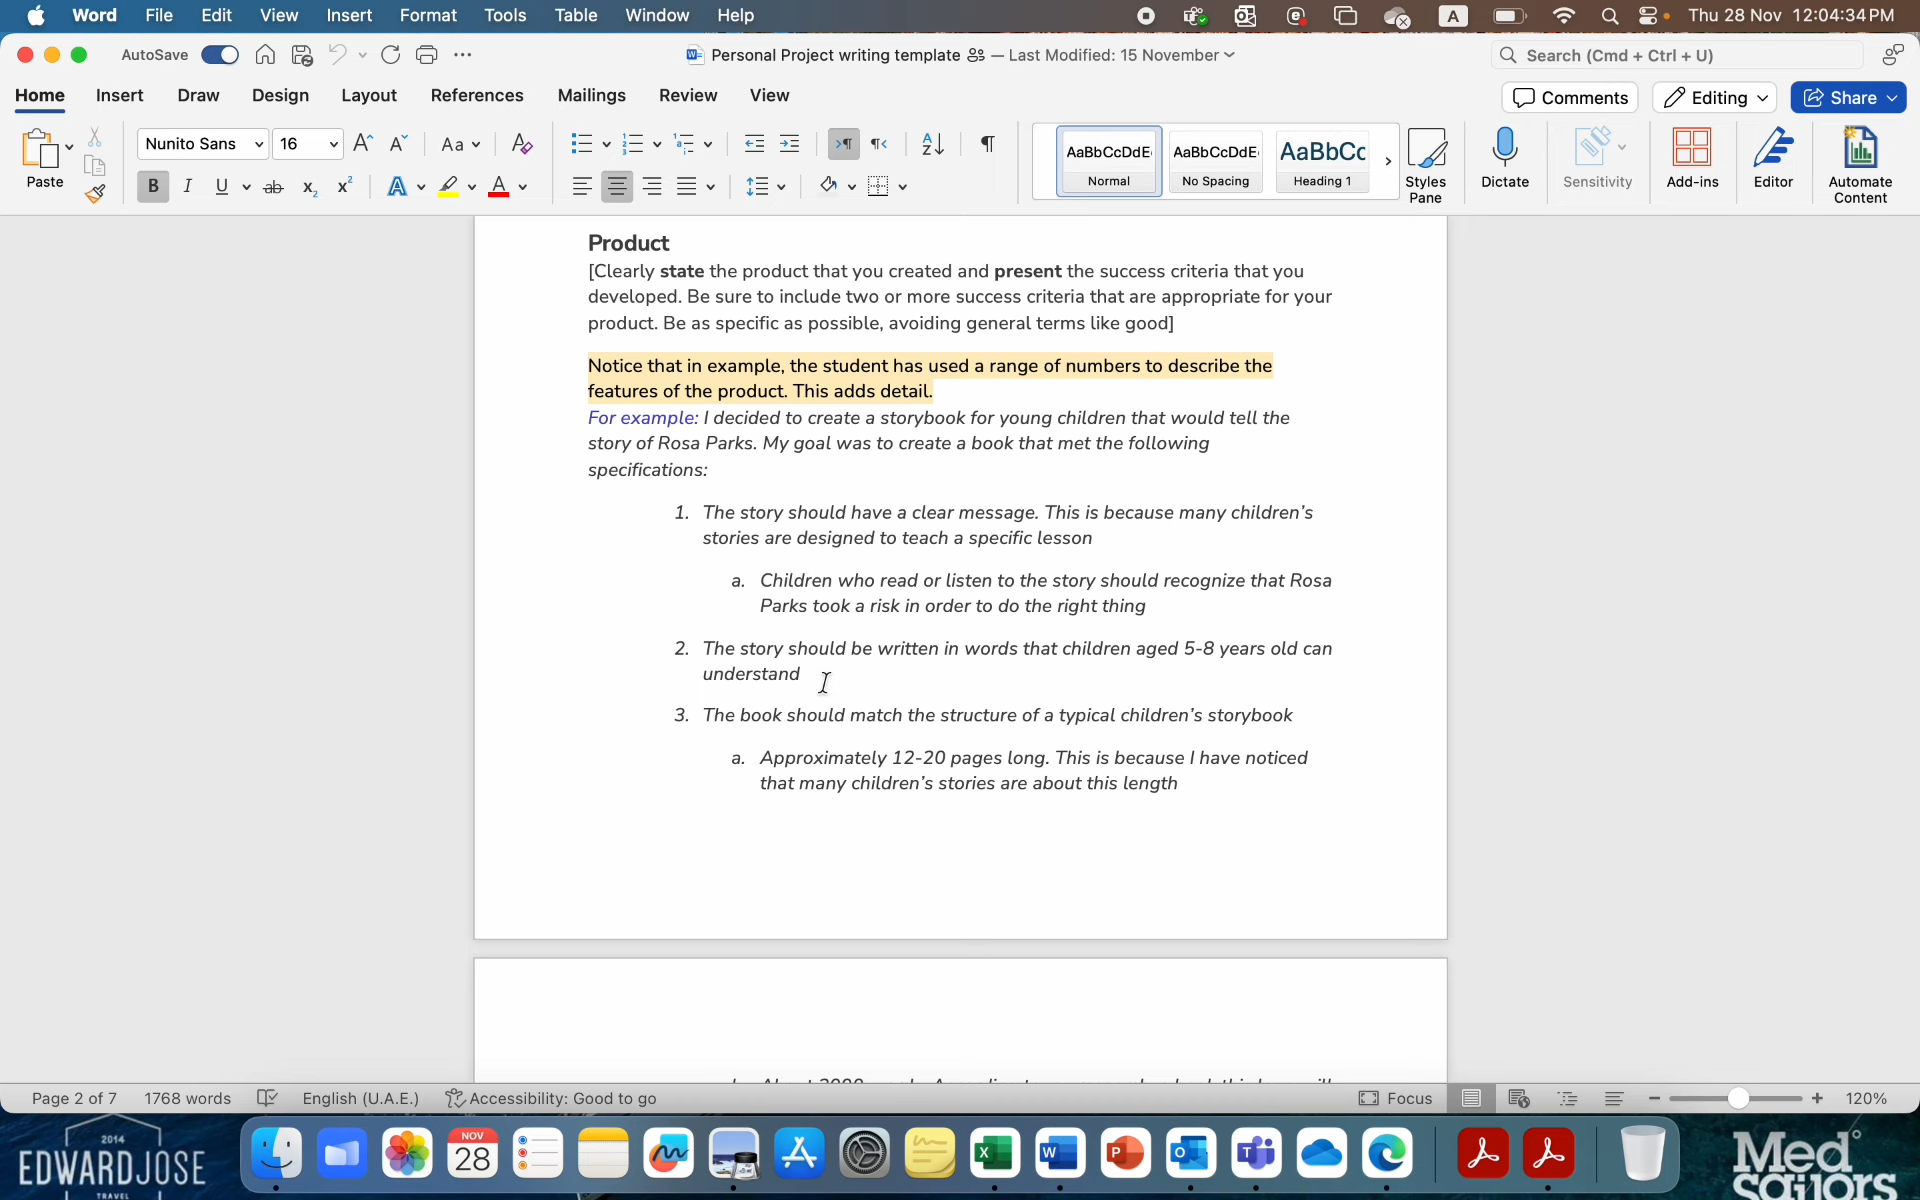 Word File Edit View Insert Format Tools Table Window Help A Thu 28 Nov 12:04:34 PM
AutoSave Personal Project writing template — Last Modified: 15 November Search (Cmd + Ctrl + U)
Home Insert Draw Design Layout References Mailings Review View Comments Editing Share
Nunito Sans 16 Aa
AaBbCcDdE AaBbCcDdE AaBbCc
Paste B I U ab x₂ x² A A Normal No Spacing Heading 1 Styles Pane Dictate Sensitivity Add-ins Editor Automate Content
Product
[Clearly state the product that you created and present the success criteria that you
developed. Be sure to include two or more success criteria that are appropriate for your
product. Be as specific as possible, avoiding general terms like good]
Notice that in example, the student has used a range of numbers to describe the
features of the product. This adds detail.
For example: I decided to create a storybook for young children that would tell the
story of Rosa Parks. My goal was to create a book that met the following
specifications:
1. The story should have a clear message. This is because many children's
stories are designed to teach a specific lesson
a. Children who read or listen to the story should recognize that Rosa
Parks took a risk in order to do the right thing
2. The story should be written in words that children aged 5-8 years old can
understand
3. The book should match the structure of a typical children's storybook
a. Approximately 12-20 pages long. This is because I have noticed
that many children's stories are about this length
Page 2 of 7 1768 words English (U.A.E.) Accessibility: Good to go Focus 120%
2014
EDWARDJOSE
TRAVEL
NOV
28
Med
sailors